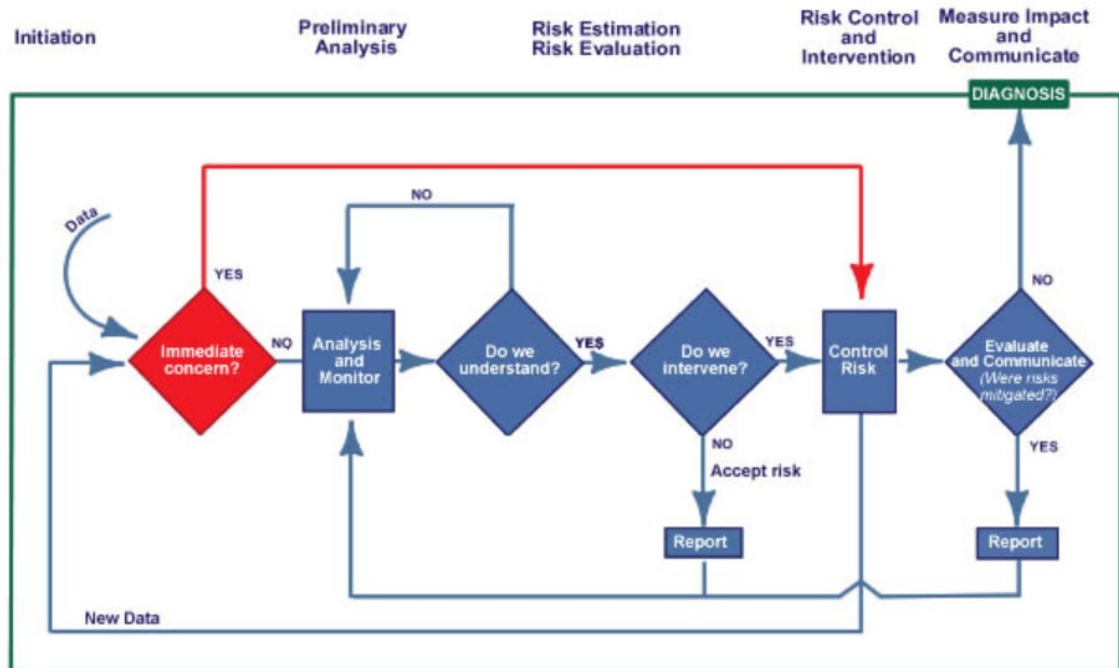 Initiation
Preliminary
Analysis
Risk Estimation
Risk Evaluation
Risk Control
and
Intervention
Measure Impact
and
Communicate
DIAGNOSIS
Data
NO
YES
NO
Immediate
concern?
NO
Analysis
and
Monitor
Do we
understand?
YES
Do we
intervene?
YES
Control
Risk
Evaluate
and Communicate
(Were risks
mitigated?)
NO
Accept risk
YES
Report
Report
New Data